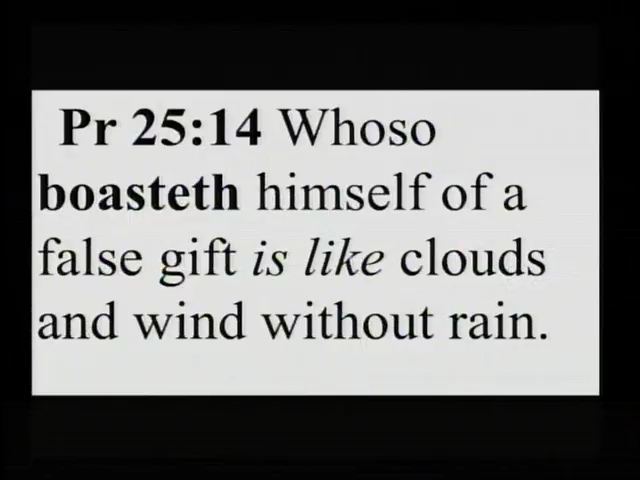 Pr 25:14 Whoso
boasteth himself of a
false gift is like clouds
and wind without rain.